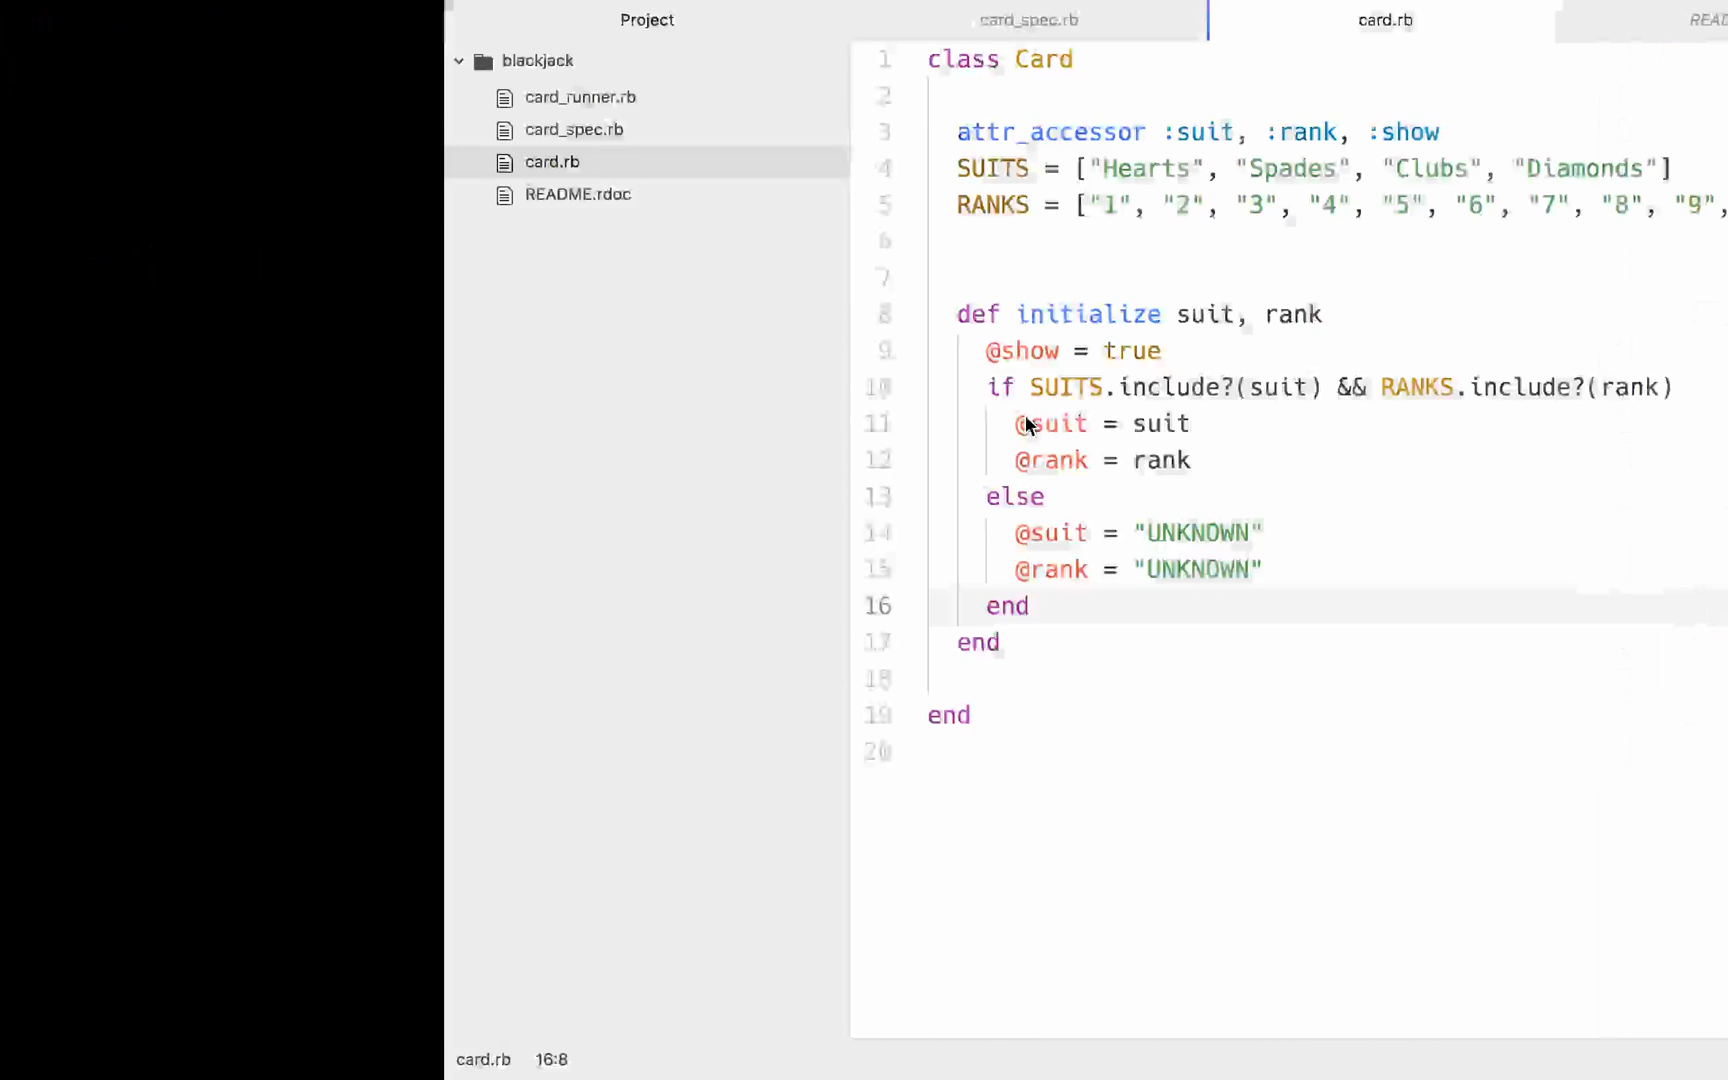 Project
card_spec.rb
card.rb
blackjack
card_runner.rb
card_spec.rb
card.rb
README.rdoc
1 class Card
2
3 attr_accessor :suit, :rank, :show
4 SUITS = ["Hearts", "Spades", "Clubs", "Diamonds"]
5 RANKS = ["1", "2", "3", "4", "5", "6", "7", "8", "9",
6
7
8 def initialize suit, rank
9 @show = true
10 if SUITS.include?(suit) && RANKS.include?(rank)
11 @suit = suit
12 @rank = rank
13 else
14 @suit = "UNKNOWN"
15 @rank = "UNKNOWN"
16 end
17 end
18
19 end
20
card.rb 16:8